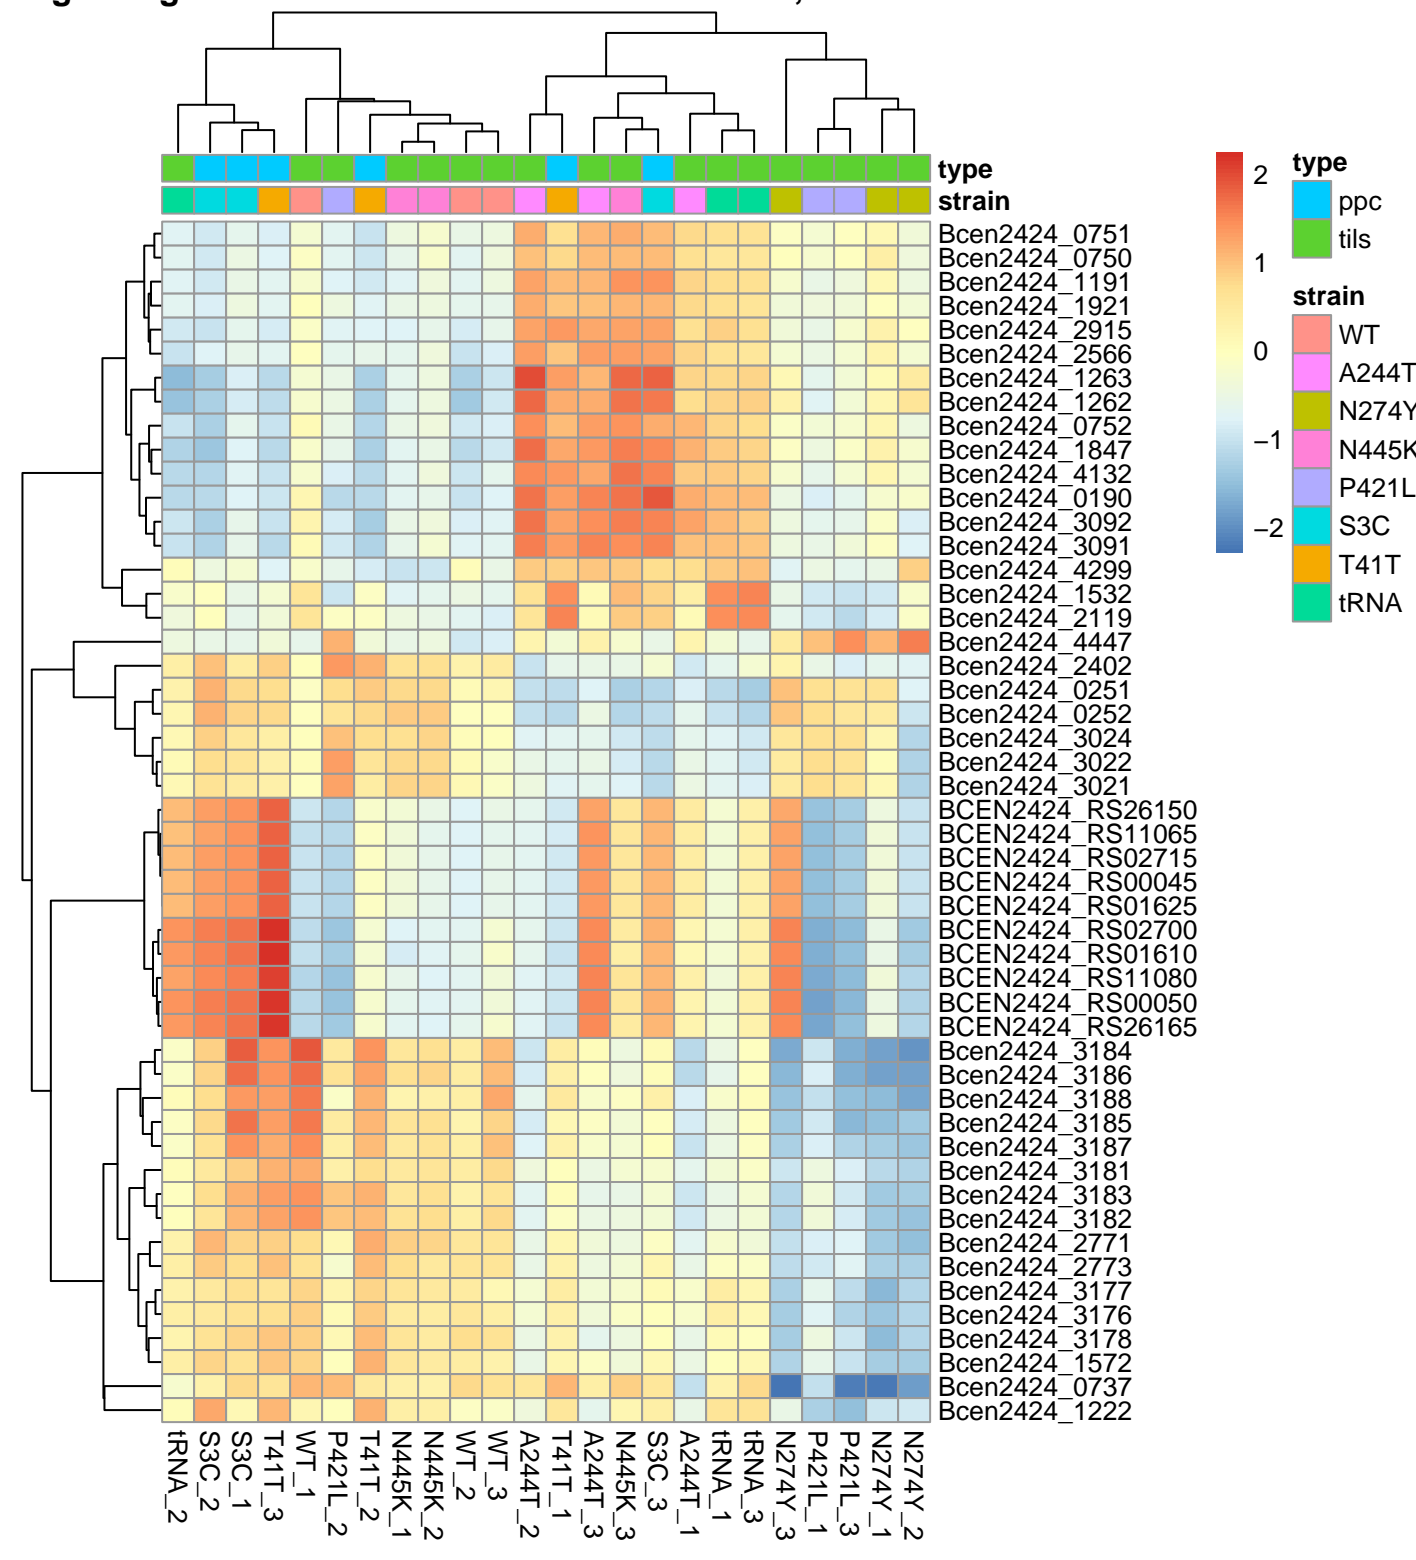 type
strain
Bcen2424_0751
Bcen2424_0750
Bcen2424_1191
Bcen2424_1921
Bcen2424_2915
Bcen2424_2566
Bcen2424_1263
Bcen2424_1262
Bcen2424_0752
Bcen2424_1847
Bcen2424_4132
Bcen2424_0190
Bcen2424_3092
Bcen2424_3091
Bcen2424_4299
Bcen2424_1532
Bcen2424_2119
Bcen2424_4447
Bcen2424_2402
Bcen2424_0251
Bcen2424_0252
Bcen2424_3024
Bcen2424_3022
Bcen2424_3021
BCEN2424_RS26150
BCEN2424_RS11065
BCEN2424_RS02715
BCEN2424_RS00045
BCEN2424_RS01625
BCEN2424_RS02700
BCEN2424_RS01610
BCEN2424_RS11080
BCEN2424_RS00050
BCEN2424_RS26165
Bcen2424_3184
Bcen2424_3186
Bcen2424_3188
Bcen2424_3185
Bcen2424_3187
Bcen2424_3181
Bcen2424_3183
Bcen2424_3182
Bcen2424_2771
Bcen2424_2773
Bcen2424_3177
Bcen2424_3176
Bcen2424_3178
Bcen2424_1572
Bcen2424_0737
Bcen2424_1222
tRNA_2
S3C_2
S3C_1
T41T_3
WT_1
P421L_2
T41T_2
N445K_1
N445K_2
WT_2
WT_3
A244T_2
T41T_1
A244T_3
N445K_3
S3C_3
A244T_1
tRNA_1
tRNA_3
N274Y_3
P421L_1
P421L_3
N274Y_1
N274Y_2
2
1
0
−1
−2
type
ppc
tils
strain
WT
A244T
N274Y
N445K
P421L
S3C
T41T
tRNA